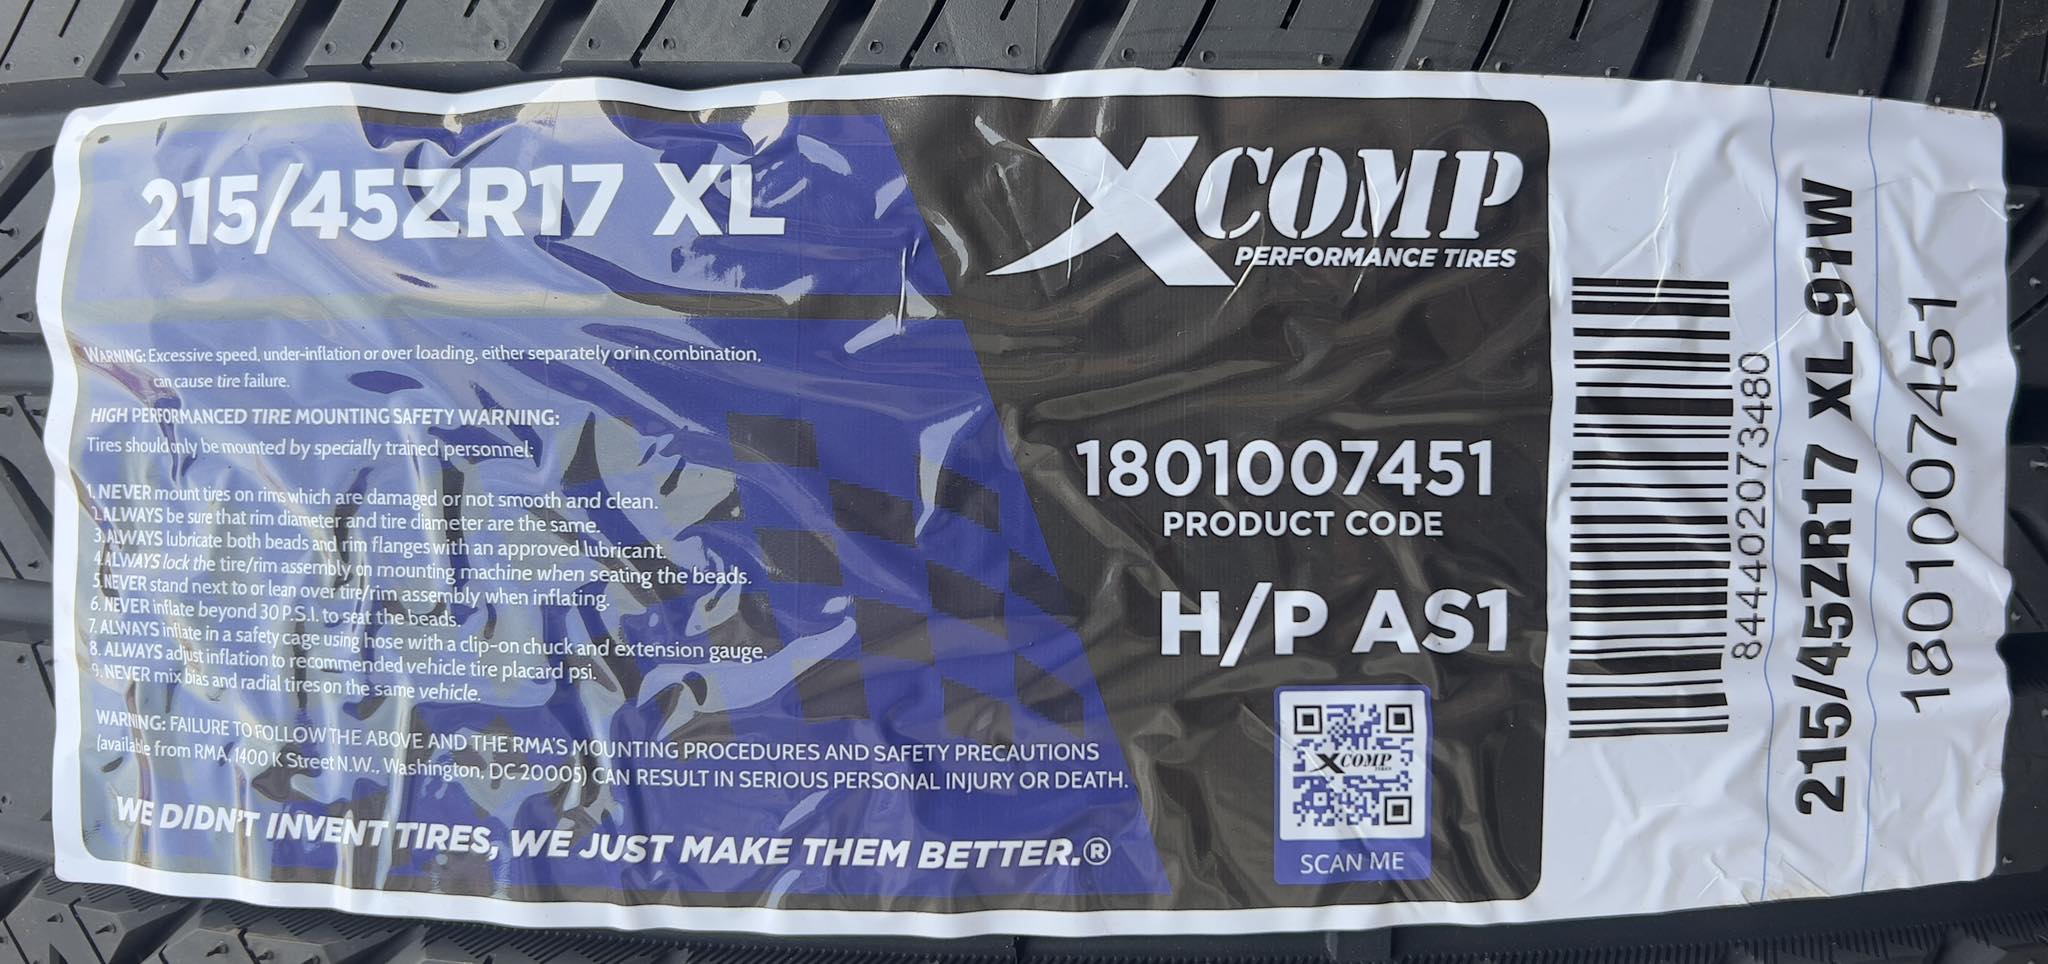 215/45ZR17 XL
WARNING: Excessive speed, under-inflation or over loading, either separately or in combination,
can cause tire failure.
HIGH PERFORMANCED TIRE MOUNTING SAFETY WARNING:
Tires should only be mounted by specially trained personnel:
1. NEVER mount tires on rims which are damaged or not smooth and clean.
2. ALWAYS be sure that rim diameter and tire diameter are the same.
3. ALWAYS lubricate both beads and rim flanges with an approved lubricant.
4. ALWAYS lock the tire/rim assembly on mounting machine when seating the beads.
5. NEVER stand next to or lean over tire/rim assembly when inflating.
6. NEVER inflate beyond 30 P.S.I. to seat the beads.
7. ALWAYS inflate in a safety cage using hose with a clip-on chuck and extension gauge.
8. ALWAYS adjust inflation to recommended vehicle tire placard psi.
9. NEVER mix bias and radial tires on the same vehicle.
WARNING: FAILURE TO FOLLOW THE ABOVE AND THE RMA'S MOUNTING PROCEDURES AND SAFETY PRECAUTIONS
(available from RMA, 1400 K Street N.W., Washington, DC 20005) CAN RESULT IN SERIOUS PERSONAL INJURY OR DEATH.
WE DIDN'T INVENT TIRES, WE JUST MAKE THEM BETTER.®
XCOMP
PERFORMANCE TIRES
1801007451
PRODUCT CODE
H/P AS1
XCOMP
TIRES
SCAN ME
844402073480
215/45ZR17 XL 91W
1801007451